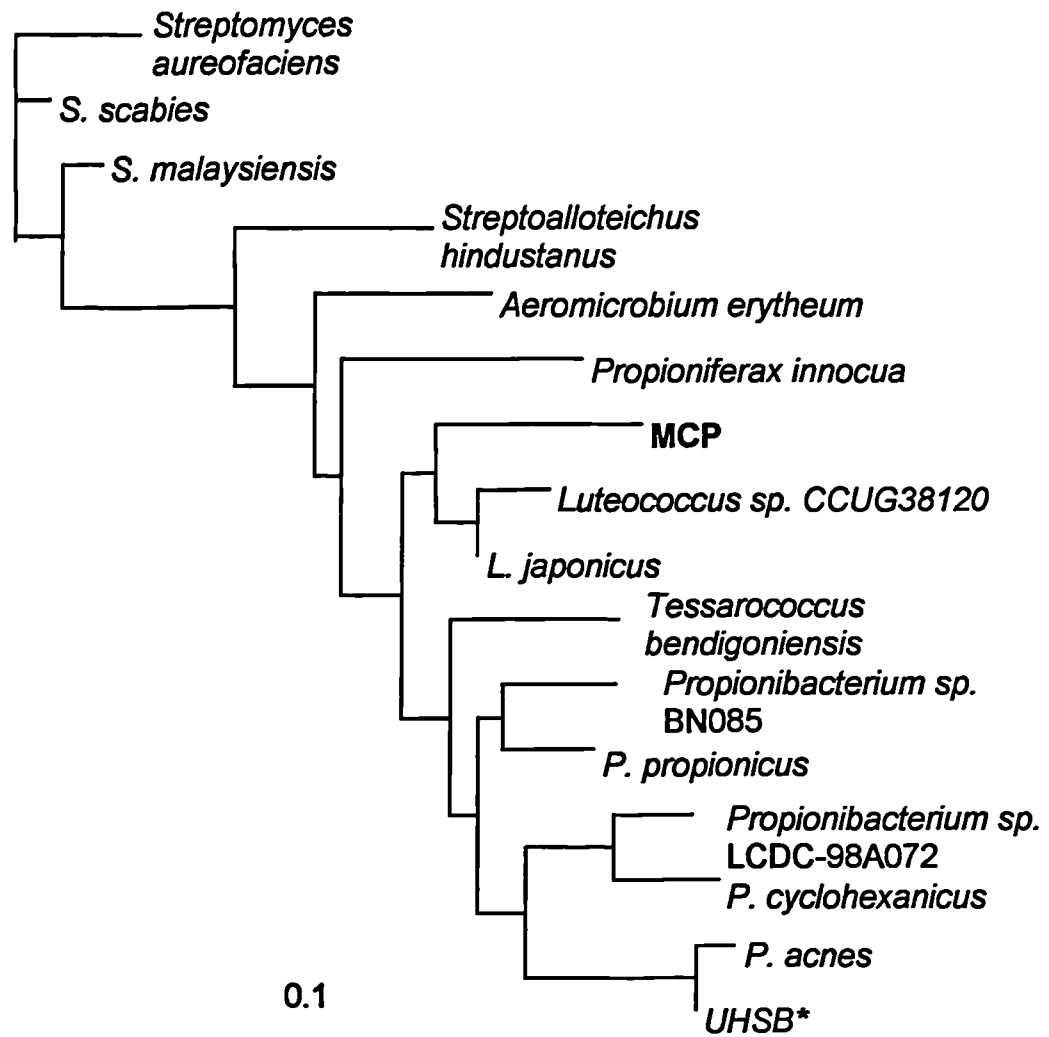 Streptomyces
aureofaciens
S. scabies
S. malaysiensis
Streptoalloteichus
hindustanus
Aeromicrobium erytheum
Propioniferax innocua
MCP
Luteococcus sp. CCUG38120
L. japonicus
Tessarococcus
bendigoniensis
Propionibacterium sp.
BN085
P. propionicus
Propionibacterium sp.
LCDC-98A072
P. cyclohexanicus
P. acnes
0.1
UHSB*